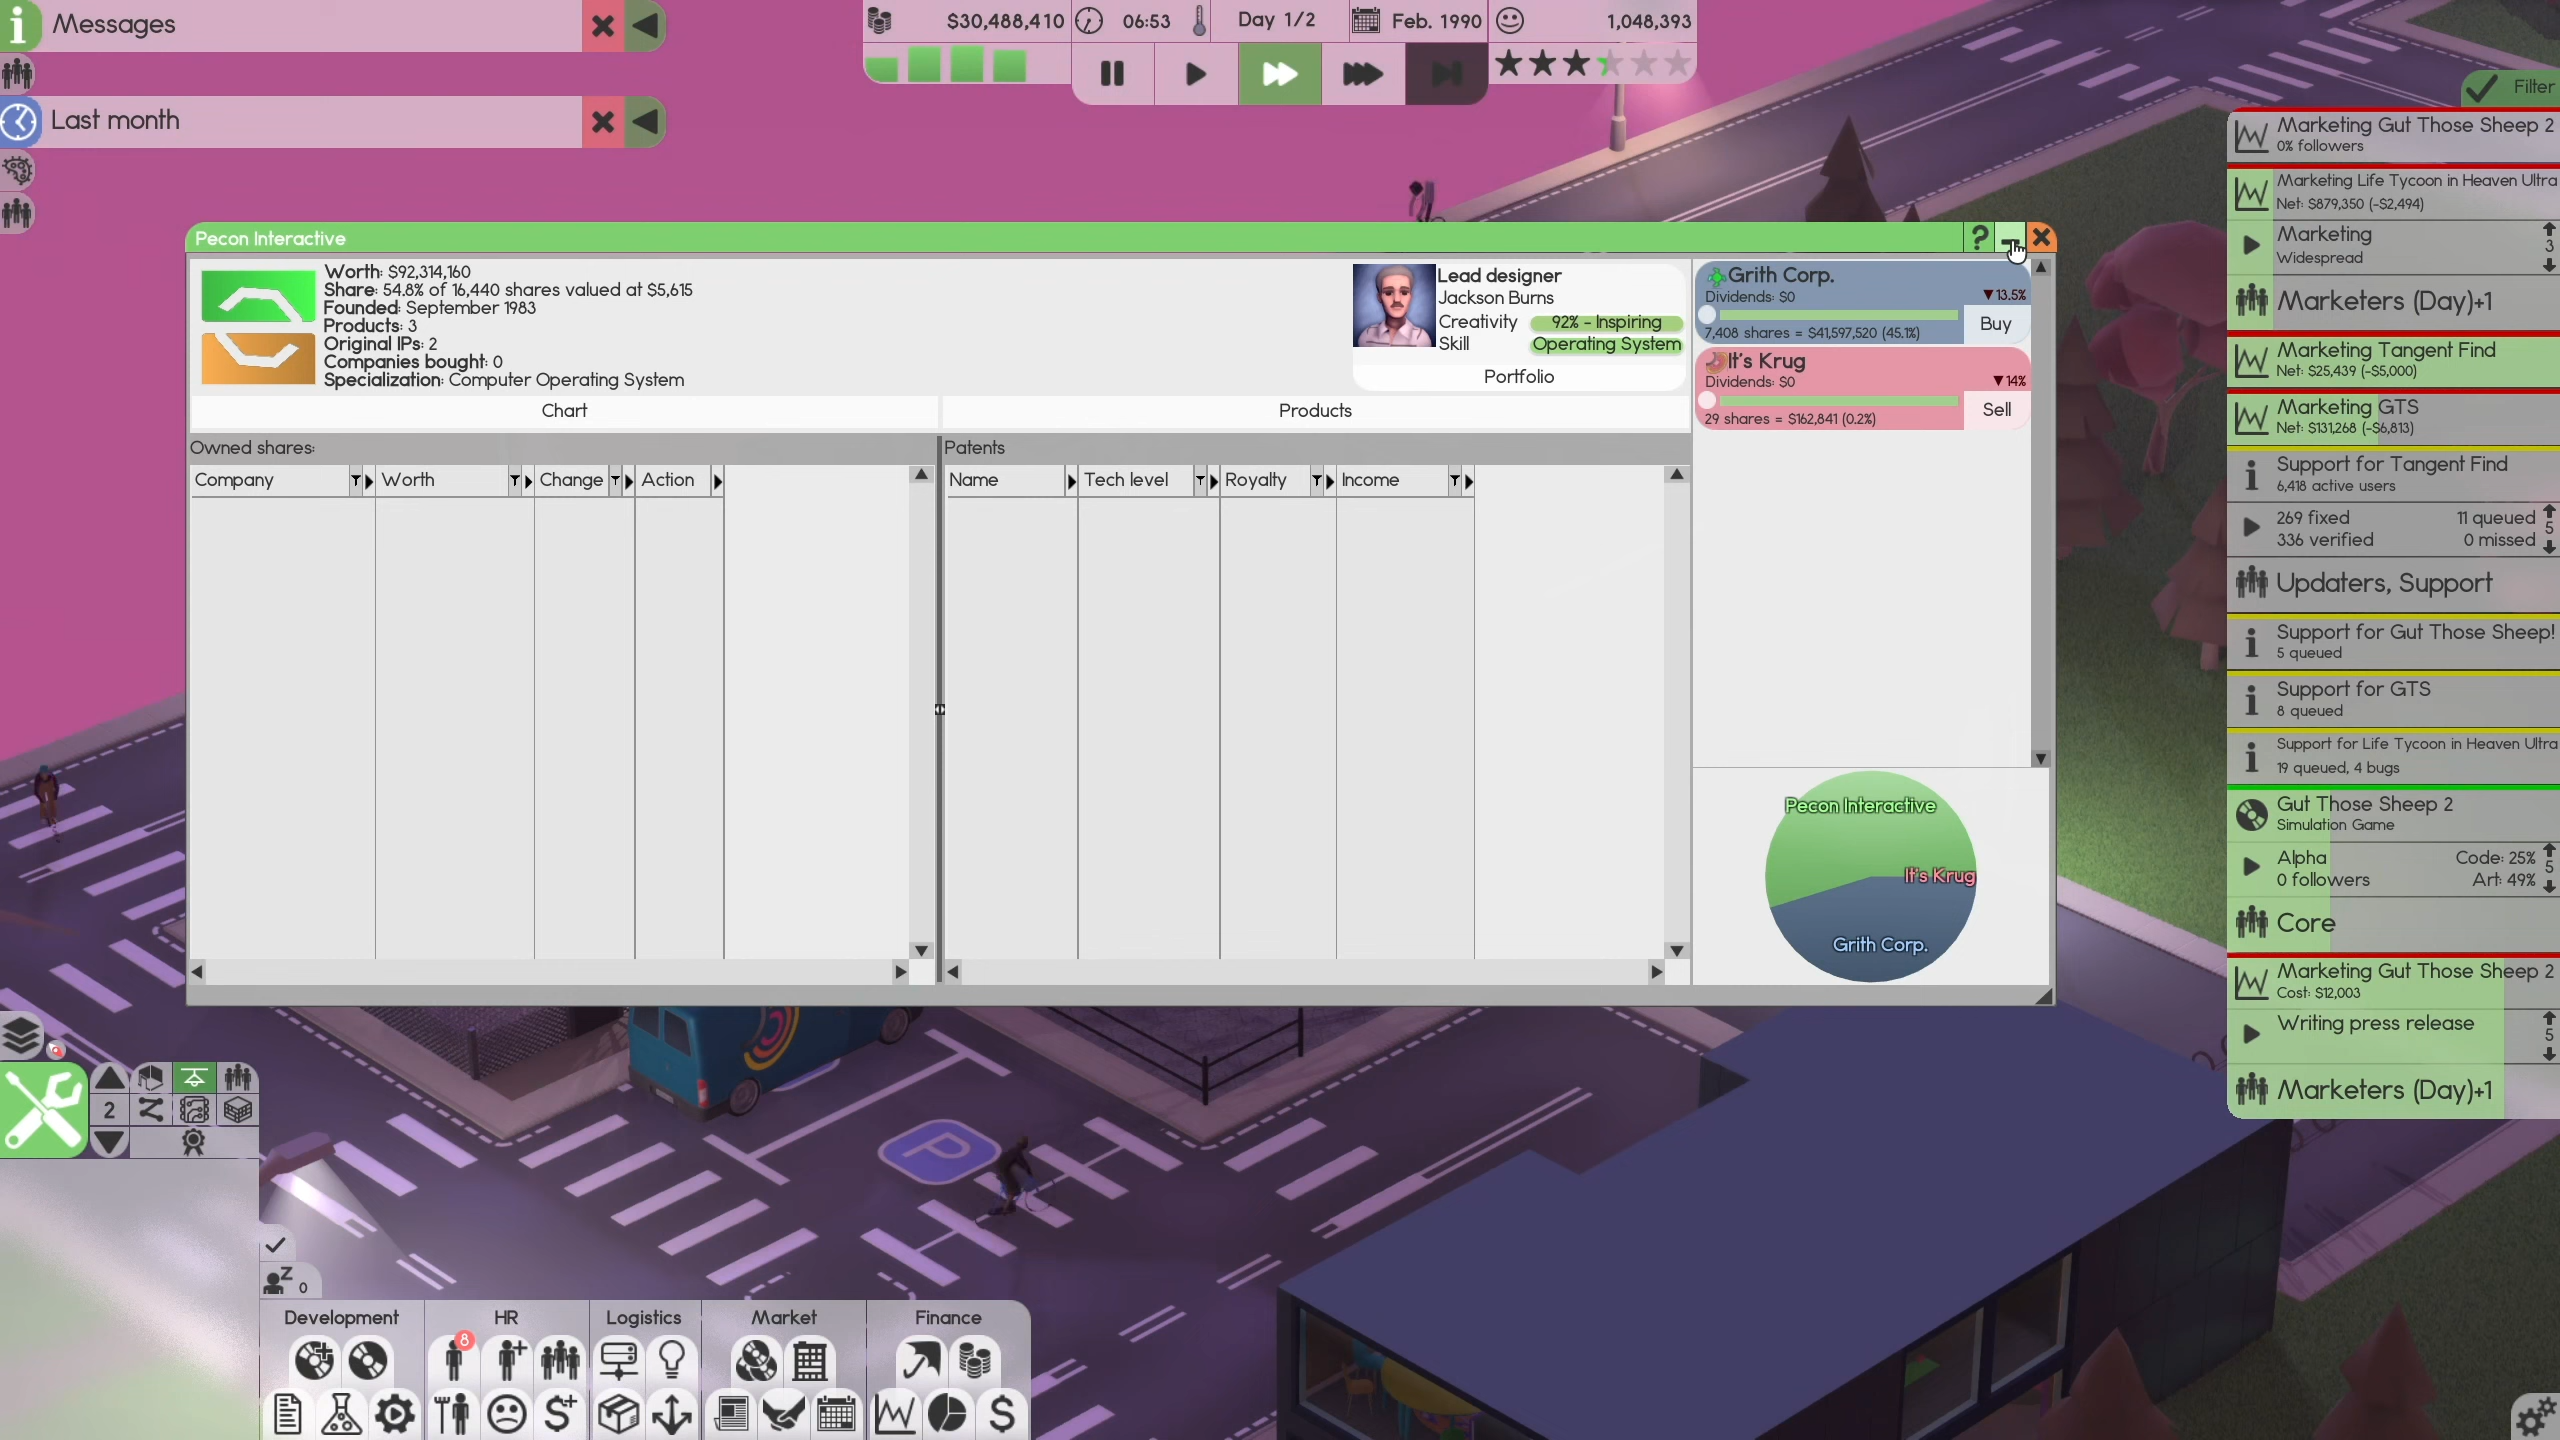 Messages
Last month
$30,488,410
06:53
Day 1/2
Feb. 1990
1,048,393
Filter
Pecon Interactive
?
Worth: $92,314,160
Share: 54.8% of 16,440 shares valued at $5,615
Founded: September 1983
Products: 3
Original IPs: 2
Companies bought: 0
Specialization: Computer Operating System
Lead designer
Jackson Burns
Creativity 92% - Inspiring
Skill Operating System
Portfolio
Chart
Products
Grith Corp.
Dividends: $0
▼13.5%
7,408 shares = $41,597,520 (45.1%)
Buy
It's Krug
Dividends: $0
▼14%
29 shares = $162,841 (0.2%)
Sell
Owned shares:
Company Worth Change Action
Patents
Name Tech level Royalty Income
Pecon Interactive
It's Krug
Grith Corp.
Marketing Gut Those Sheep 2
0% followers
Marketing Life Tycoon in Heaven Ultra
Net: $879,350 (-$2,494)
Marketing
Widespread
3
Marketers (Day)+1
Marketing Tangent Find
Net: $25,439 (-$5,000)
Marketing GTS
Net: $131,268 (-$6,813)
Support for Tangent Find
6,418 active users
269 fixed 11 queued
336 verified 0 missed
5
Updaters, Support
Support for Gut Those Sheep!
5 queued
Support for GTS
8 queued
Support for Life Tycoon in Heaven Ultra
19 queued, 4 bugs
Gut Those Sheep 2
Simulation Game
Alpha Code: 25%
0 followers Art: 49%
5
Core
Marketing Gut Those Sheep 2
Cost: $12,003
Writing press release
5
Marketers (Day)+1
2
P
Z
0
Development
HR
Logistics
Market
Finance
8